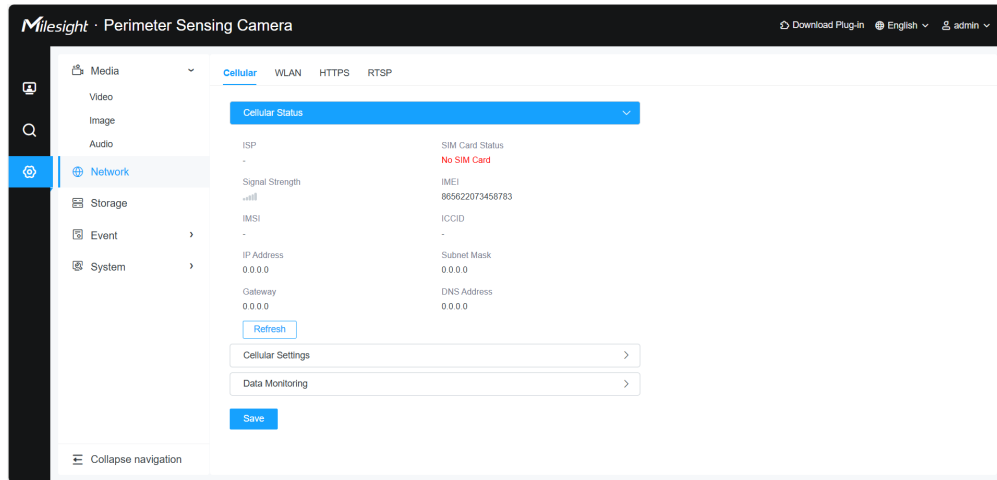 Milesight · Perimeter Sensing Camera
Download Plug-in English admin
Media
Video
Image
Audio
Network
Storage
Event
System
Collapse navigation
Cellular WLAN HTTPS RTSP
Cellular Status
ISP SIM Card Status
- No SIM Card
Signal Strength IMEI
865622073458783
IMSI ICCID
- -
IP Address Subnet Mask
0.0.0.0 0.0.0.0
Gateway DNS Address
0.0.0.0 0.0.0.0
Refresh
Cellular Settings
Data Monitoring
Save